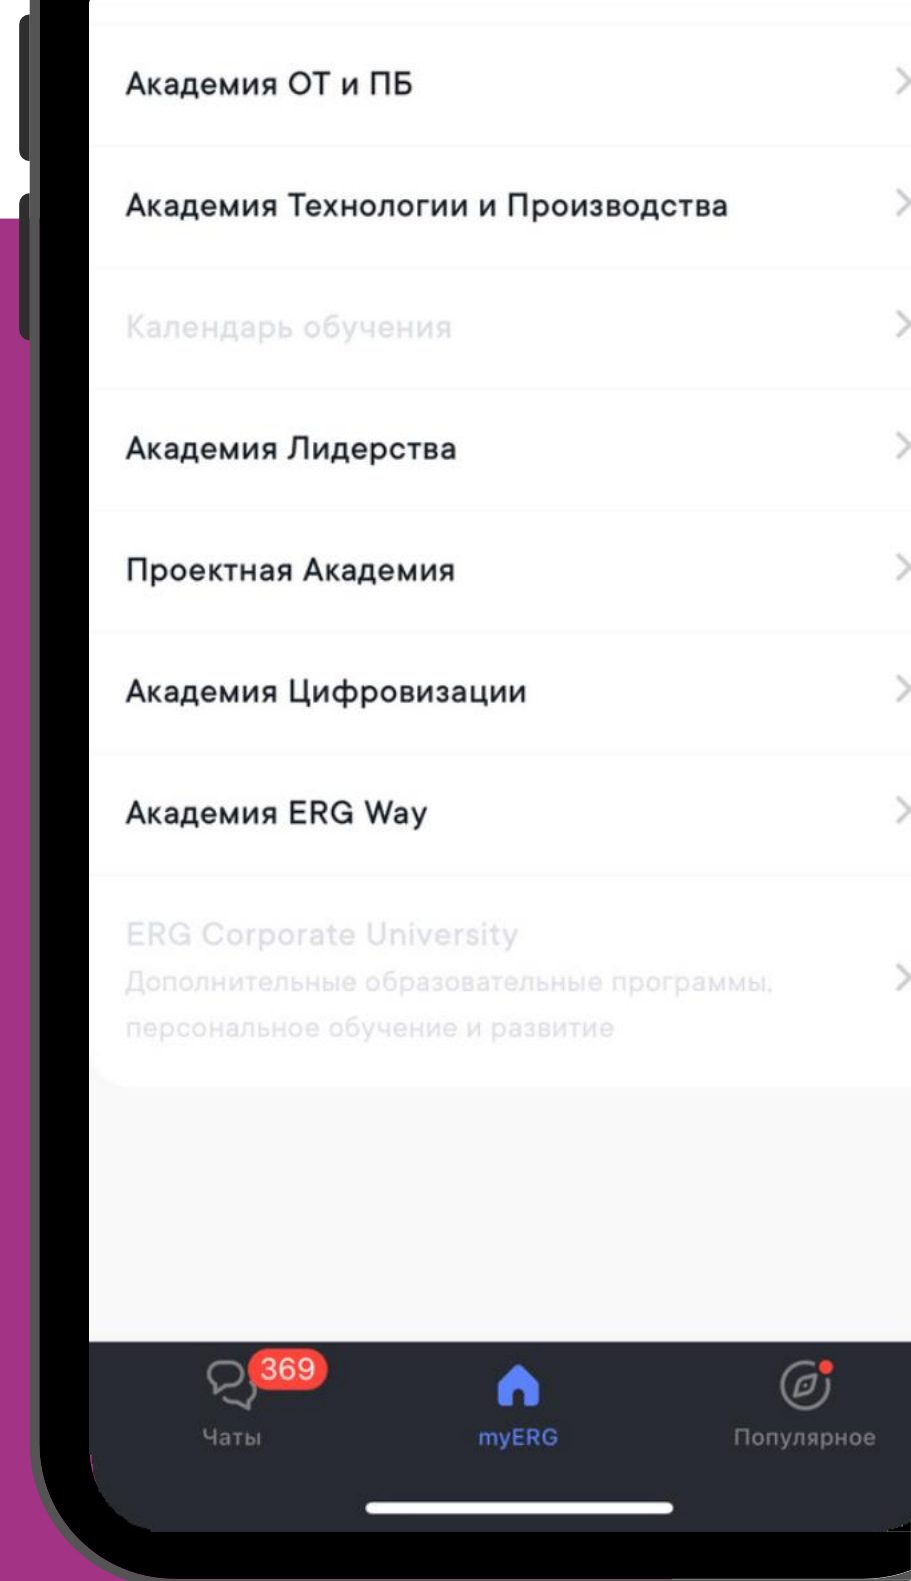 Академия ОТ и ПБ
Академия Технологии и Производства
Календарь обучения
Академия Лидерства
Проектная Академия
Академия Цифровизации
Академия ERG Way
ERG Corporate University
Дополнительные образовательные программы,
персональное обучение и развитие
369
Чаты
myERG
Популярное